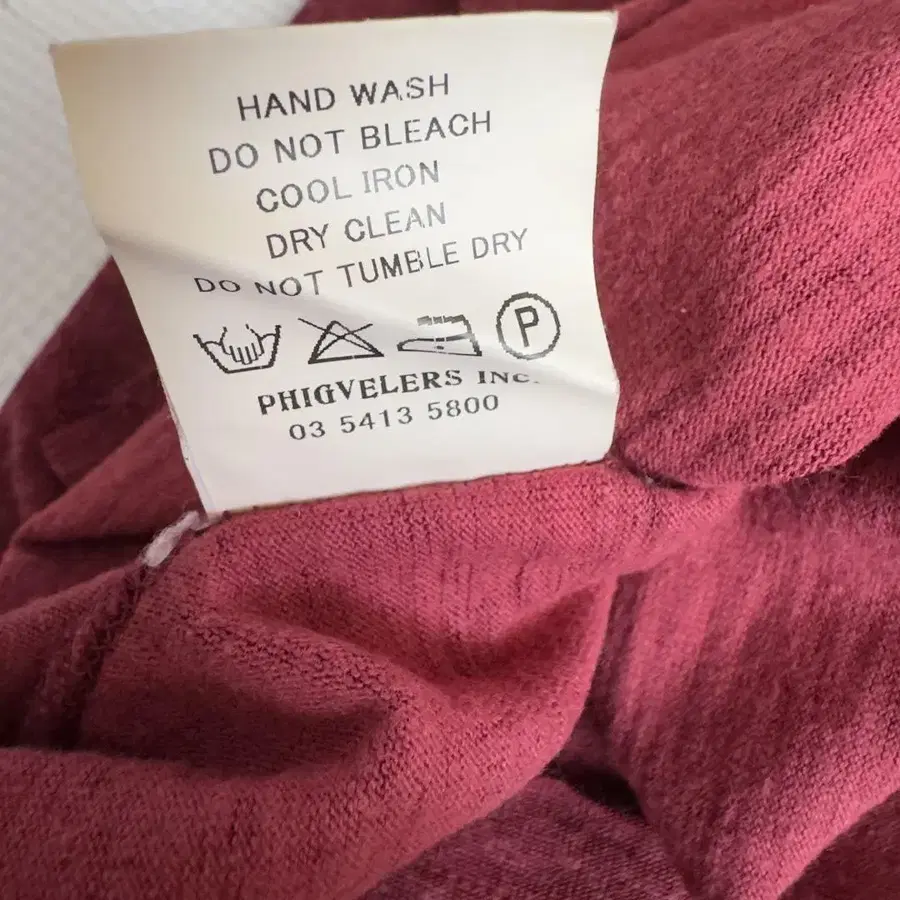 HAND WASH
DO NOT BLEACH
COOL IRON
DRY CLEAN
DO NOT TUMBLE DRY
P
PHIGVELERS INC.
03 5413 5800